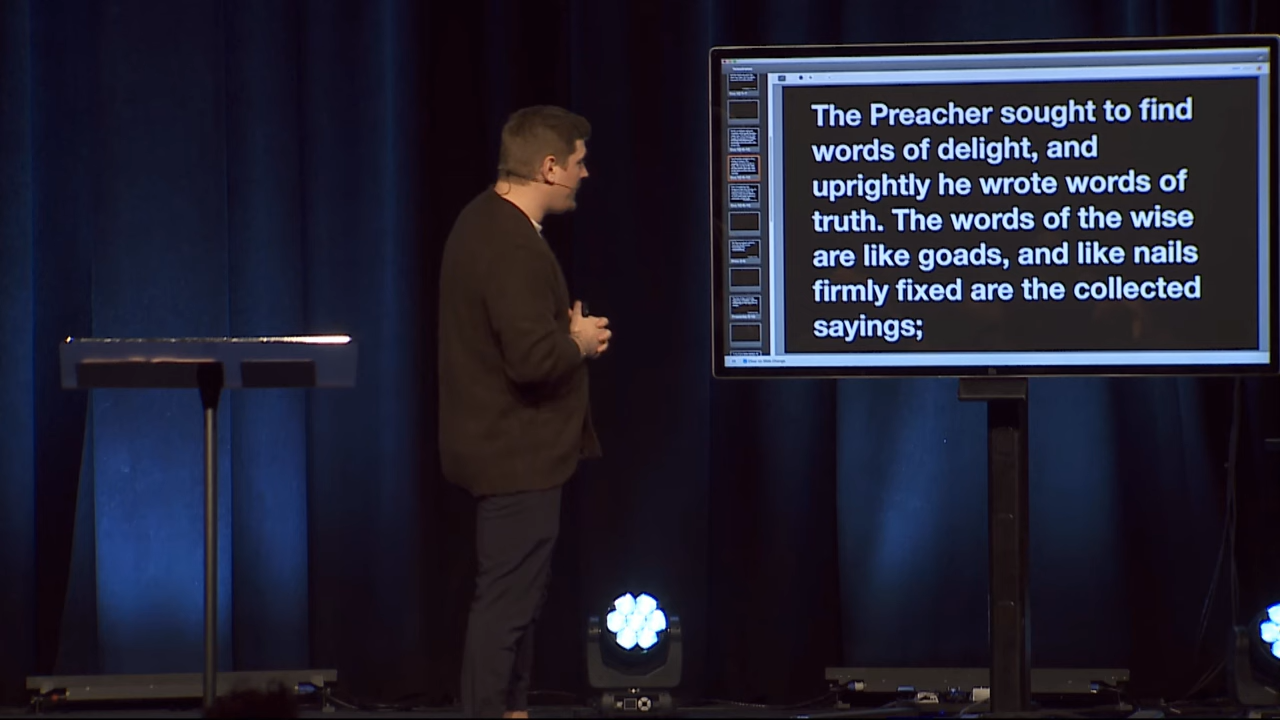 The Preacher sought to find
words of delight, and
uprightly he wrote words of
truth. The words of the wise
are like goads, and like nails
firmly fixed are the collected
sayings;